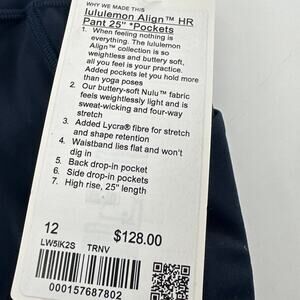 WHY WE MADE THIS
lululemon Align™ HR
Pant 25" *Pockets
1. When feeling nothing is
everything. The lululemon
Align™ collection is so
weightless and buttery soft,
all you feel is your practice.
Added pockets let you hold more
than yoga poses
2. Our buttery-soft Nulu™ fabric
feels weightlessly light and is
sweat-wicking and four-way
stretch
3. Added Lycra® fibre for stretch
and shape retention
4. Waistband lies flat and won't
dig in
5. Back drop-in pocket
6. Side drop-in pockets
7. High rise, 25" length
12 $128.00
LW5IK2S TRNV
000157687802